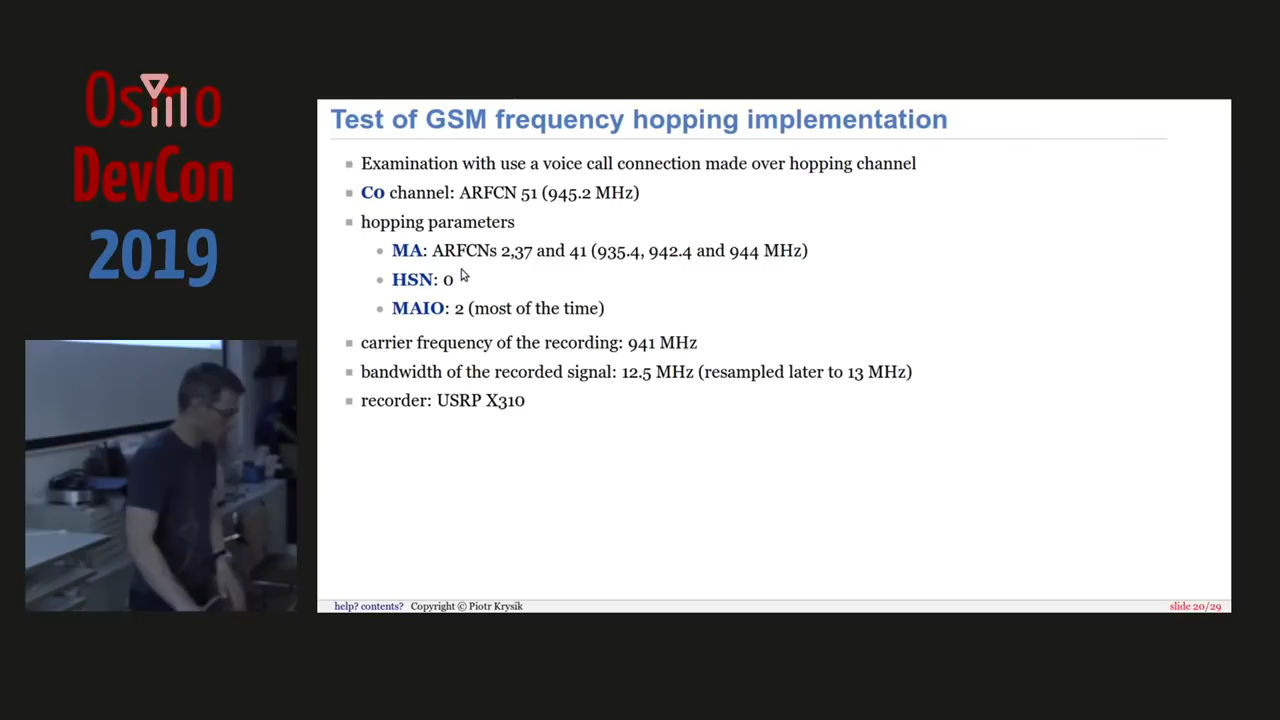 Osmo
DevCon
2019
Test of GSM frequency hopping implementation
Examination with use a voice call connection made over hopping channel
C0 channel: ARFCN 51 (945.2 MHz)
hopping parameters
MA: ARFCNs 2,37 and 41 (935.4, 942.4 and 944 MHz)
HSN: 0
MAIO: 2 (most of the time)
carrier frequency of the recording: 941 MHz
bandwidth of the recorded signal: 12.5 MHz (resampled later to 13 MHz)
recorder: USRP X310
help? contents? Copyright © Piotr Krysik slide 20/29